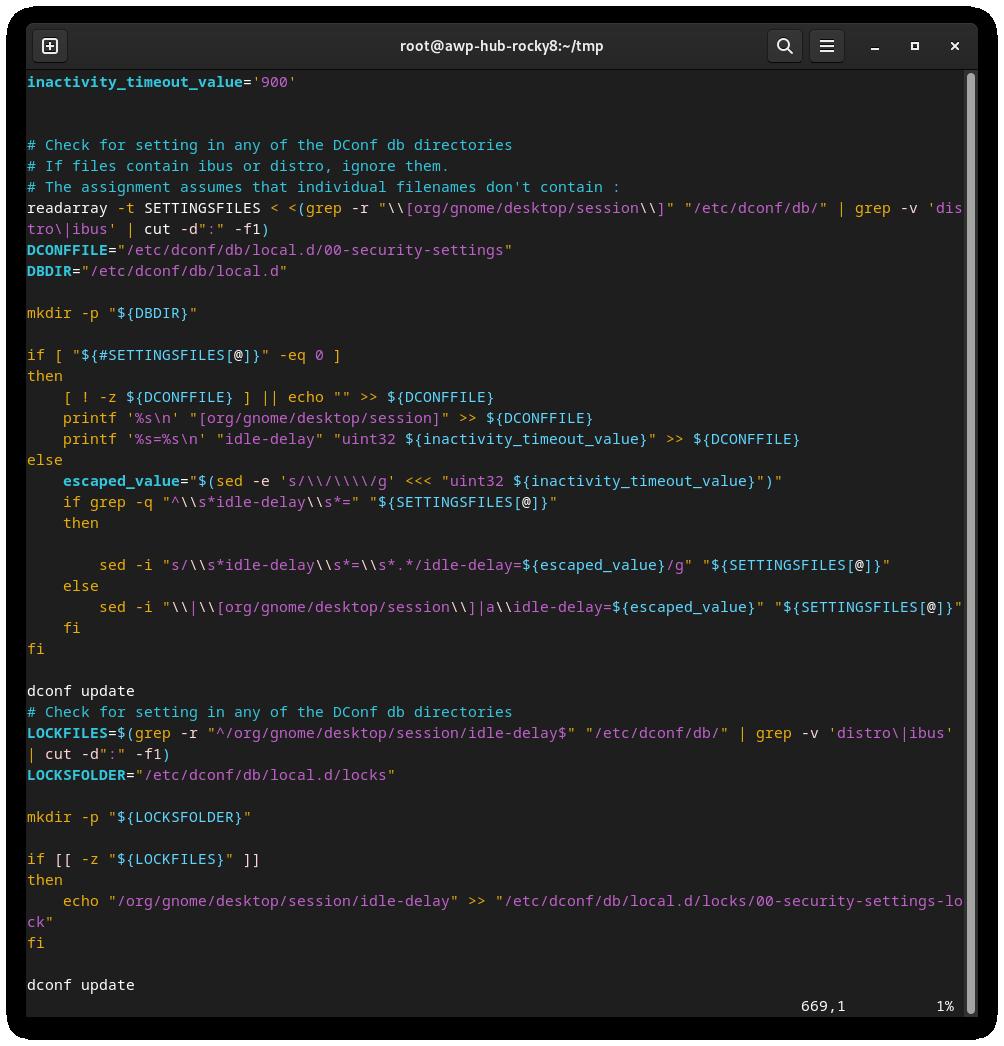 root@awp-hub-rocky8:~/tmp
inactivity_timeout_value='900'
# Check for setting in any of the DConf db directories
# If files contain ibus or distro, ignore them.
# The assignment assumes that individual filenames don't contain :
readarray -t SETTINGSFILES < <(grep -r "\\[org/gnome/desktop/session\\]" "/etc/dconf/db/" | grep -v 'dis
tro\|ibus' | cut -d":" -f1)
DCONFFILE="/etc/dconf/db/local.d/00-security-settings"
DBDIR="/etc/dconf/db/local.d"
mkdir -p "${DBDIR}"
if [ "${#SETTINGSFILES[@]}" -eq 0 ]
then
    [ ! -z ${DCONFFILE} ] || echo "" >> ${DCONFFILE}
    printf '%s\n' "[org/gnome/desktop/session]" >> ${DCONFFILE}
    printf '%s=%s\n' "idle-delay" "uint32 ${inactivity_timeout_value}" >> ${DCONFFILE}
else
    escaped_value="$(sed -e 's/\\/\\\\/g' <<< "uint32 ${inactivity_timeout_value}")"
    if grep -q "^\\s*idle-delay\\s*=" "${SETTINGSFILES[@]}"
    then
        sed -i "s/\\s*idle-delay\\s*=\\s*.*/idle-delay=${escaped_value}/g" "${SETTINGSFILES[@]}"
    else
        sed -i "\\|\\[org/gnome/desktop/session\\]|a\\idle-delay=${escaped_value}" "${SETTINGSFILES[@]}"
    fi
fi
dconf update
# Check for setting in any of the DConf db directories
LOCKFILES=$(grep -r "^/org/gnome/desktop/session/idle-delay$" "/etc/dconf/db/" | grep -v 'distro\|ibus'
| cut -d":" -f1)
LOCKSFOLDER="/etc/dconf/db/local.d/locks"
mkdir -p "${LOCKSFOLDER}"
if [[ -z "${LOCKFILES}" ]]
then
    echo "/org/gnome/desktop/session/idle-delay" >> "/etc/dconf/db/local.d/locks/00-security-settings-lo
ck"
fi
dconf update
669,1 1%